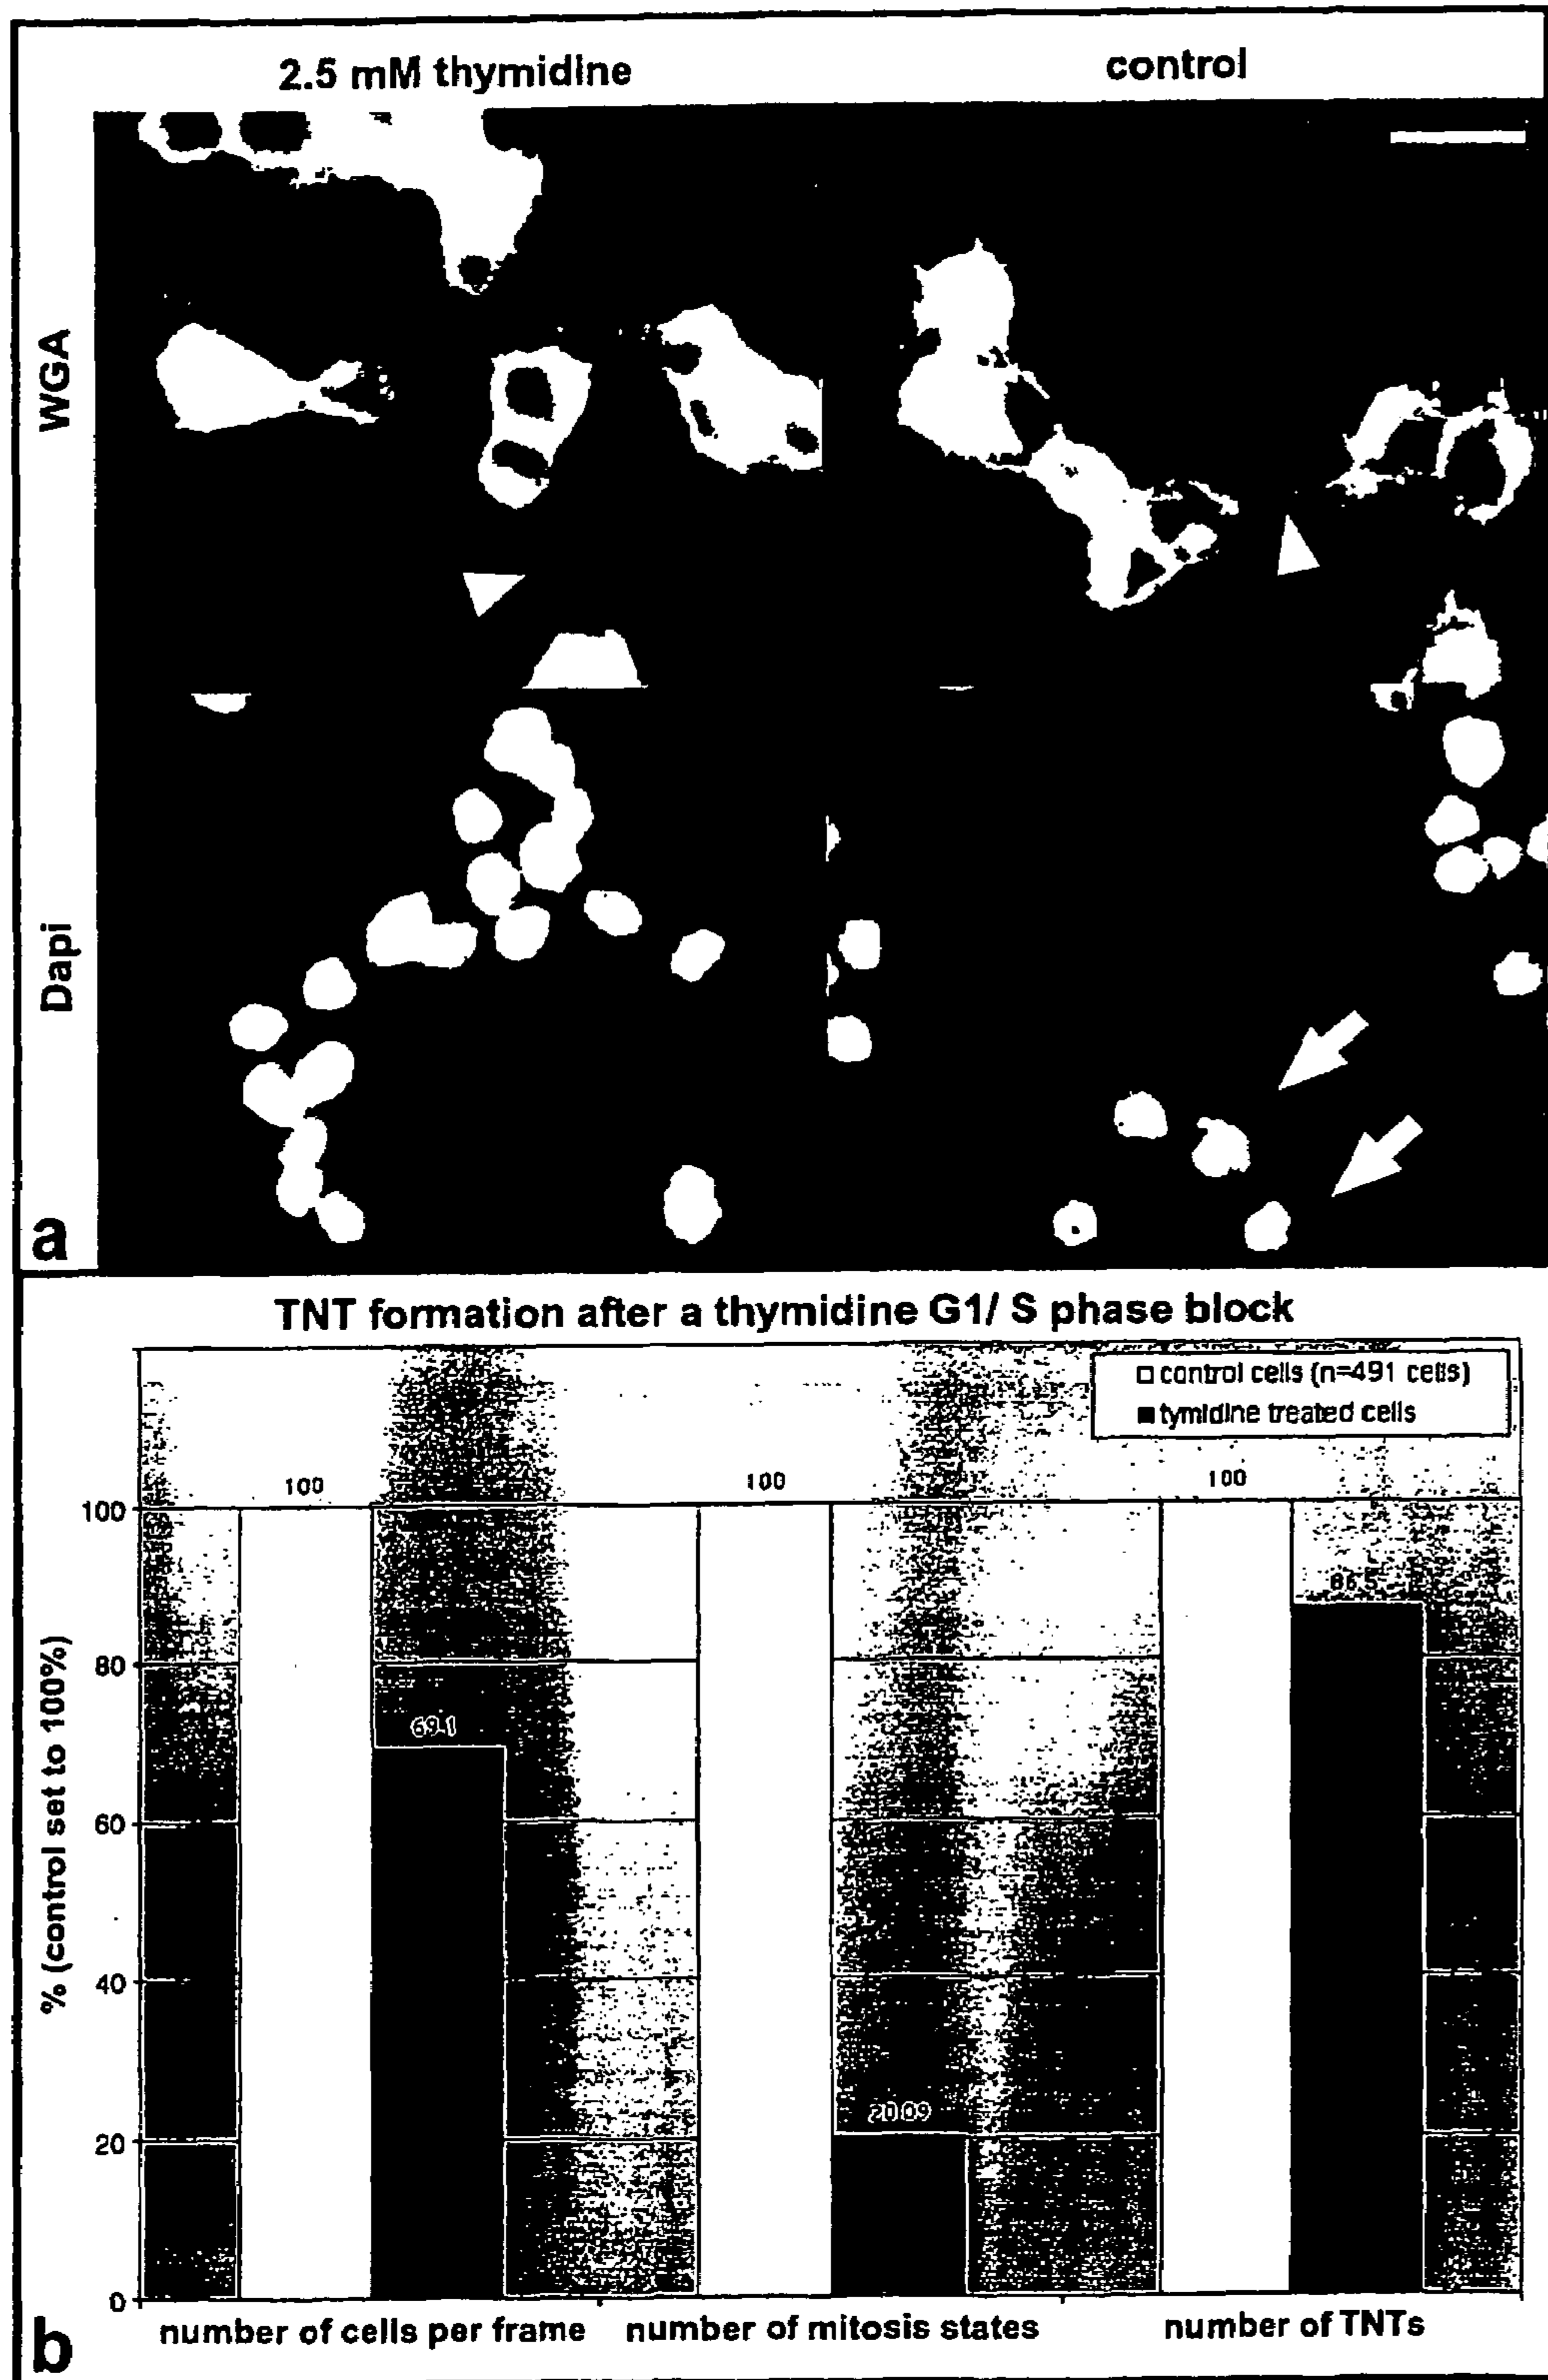 2.5 mM thymidine
control
WGA
Dapi
a
TNT formation after a thymidine G1/ S phase block
control cells (n=491 cells)
tymidine treated cells
% (control set to 100%)
100
80
60
40
20
0
100
69.1
100
20.09
100
number of cells per frame
number of mitosis states
number of TNTs
b